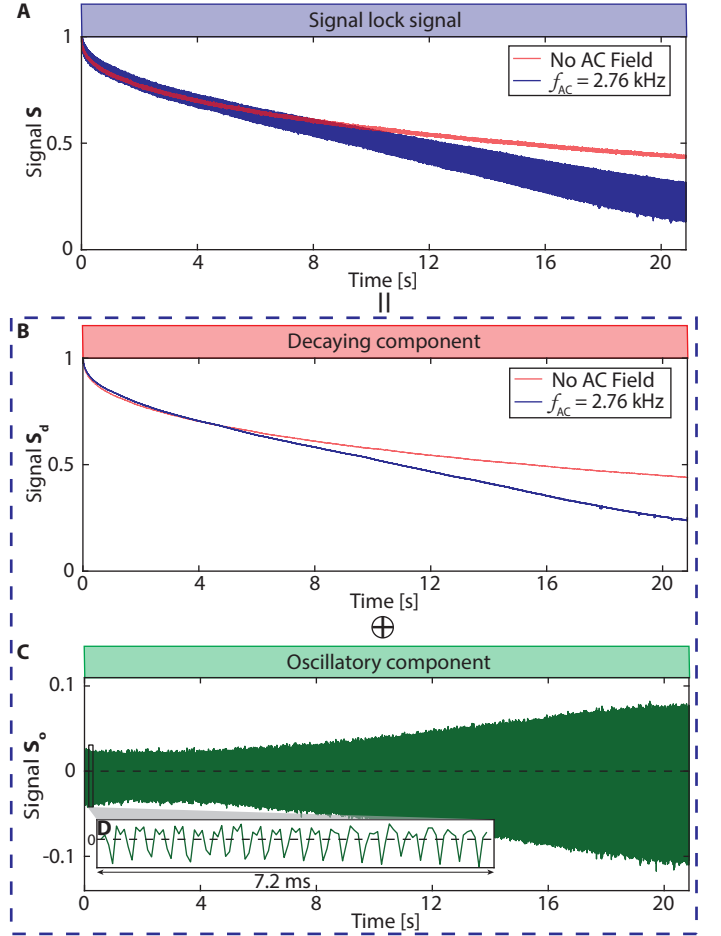 A
Signal lock signal
1
0.5
0
Signal S
No AC Field
f_AC = 2.76 kHz
0 4 8 12 16 20
Time [s]
=
B
Decaying component
1
0.5
0
Signal S_d
No AC Field
f_AC = 2.76 kHz
0 4 8 12 16 20
Time [s]
⊕
C
Oscillatory component
0.1
0
-0.1
Signal S_o
D
0
7.2 ms
0 4 8 12 16 20
Time [s]